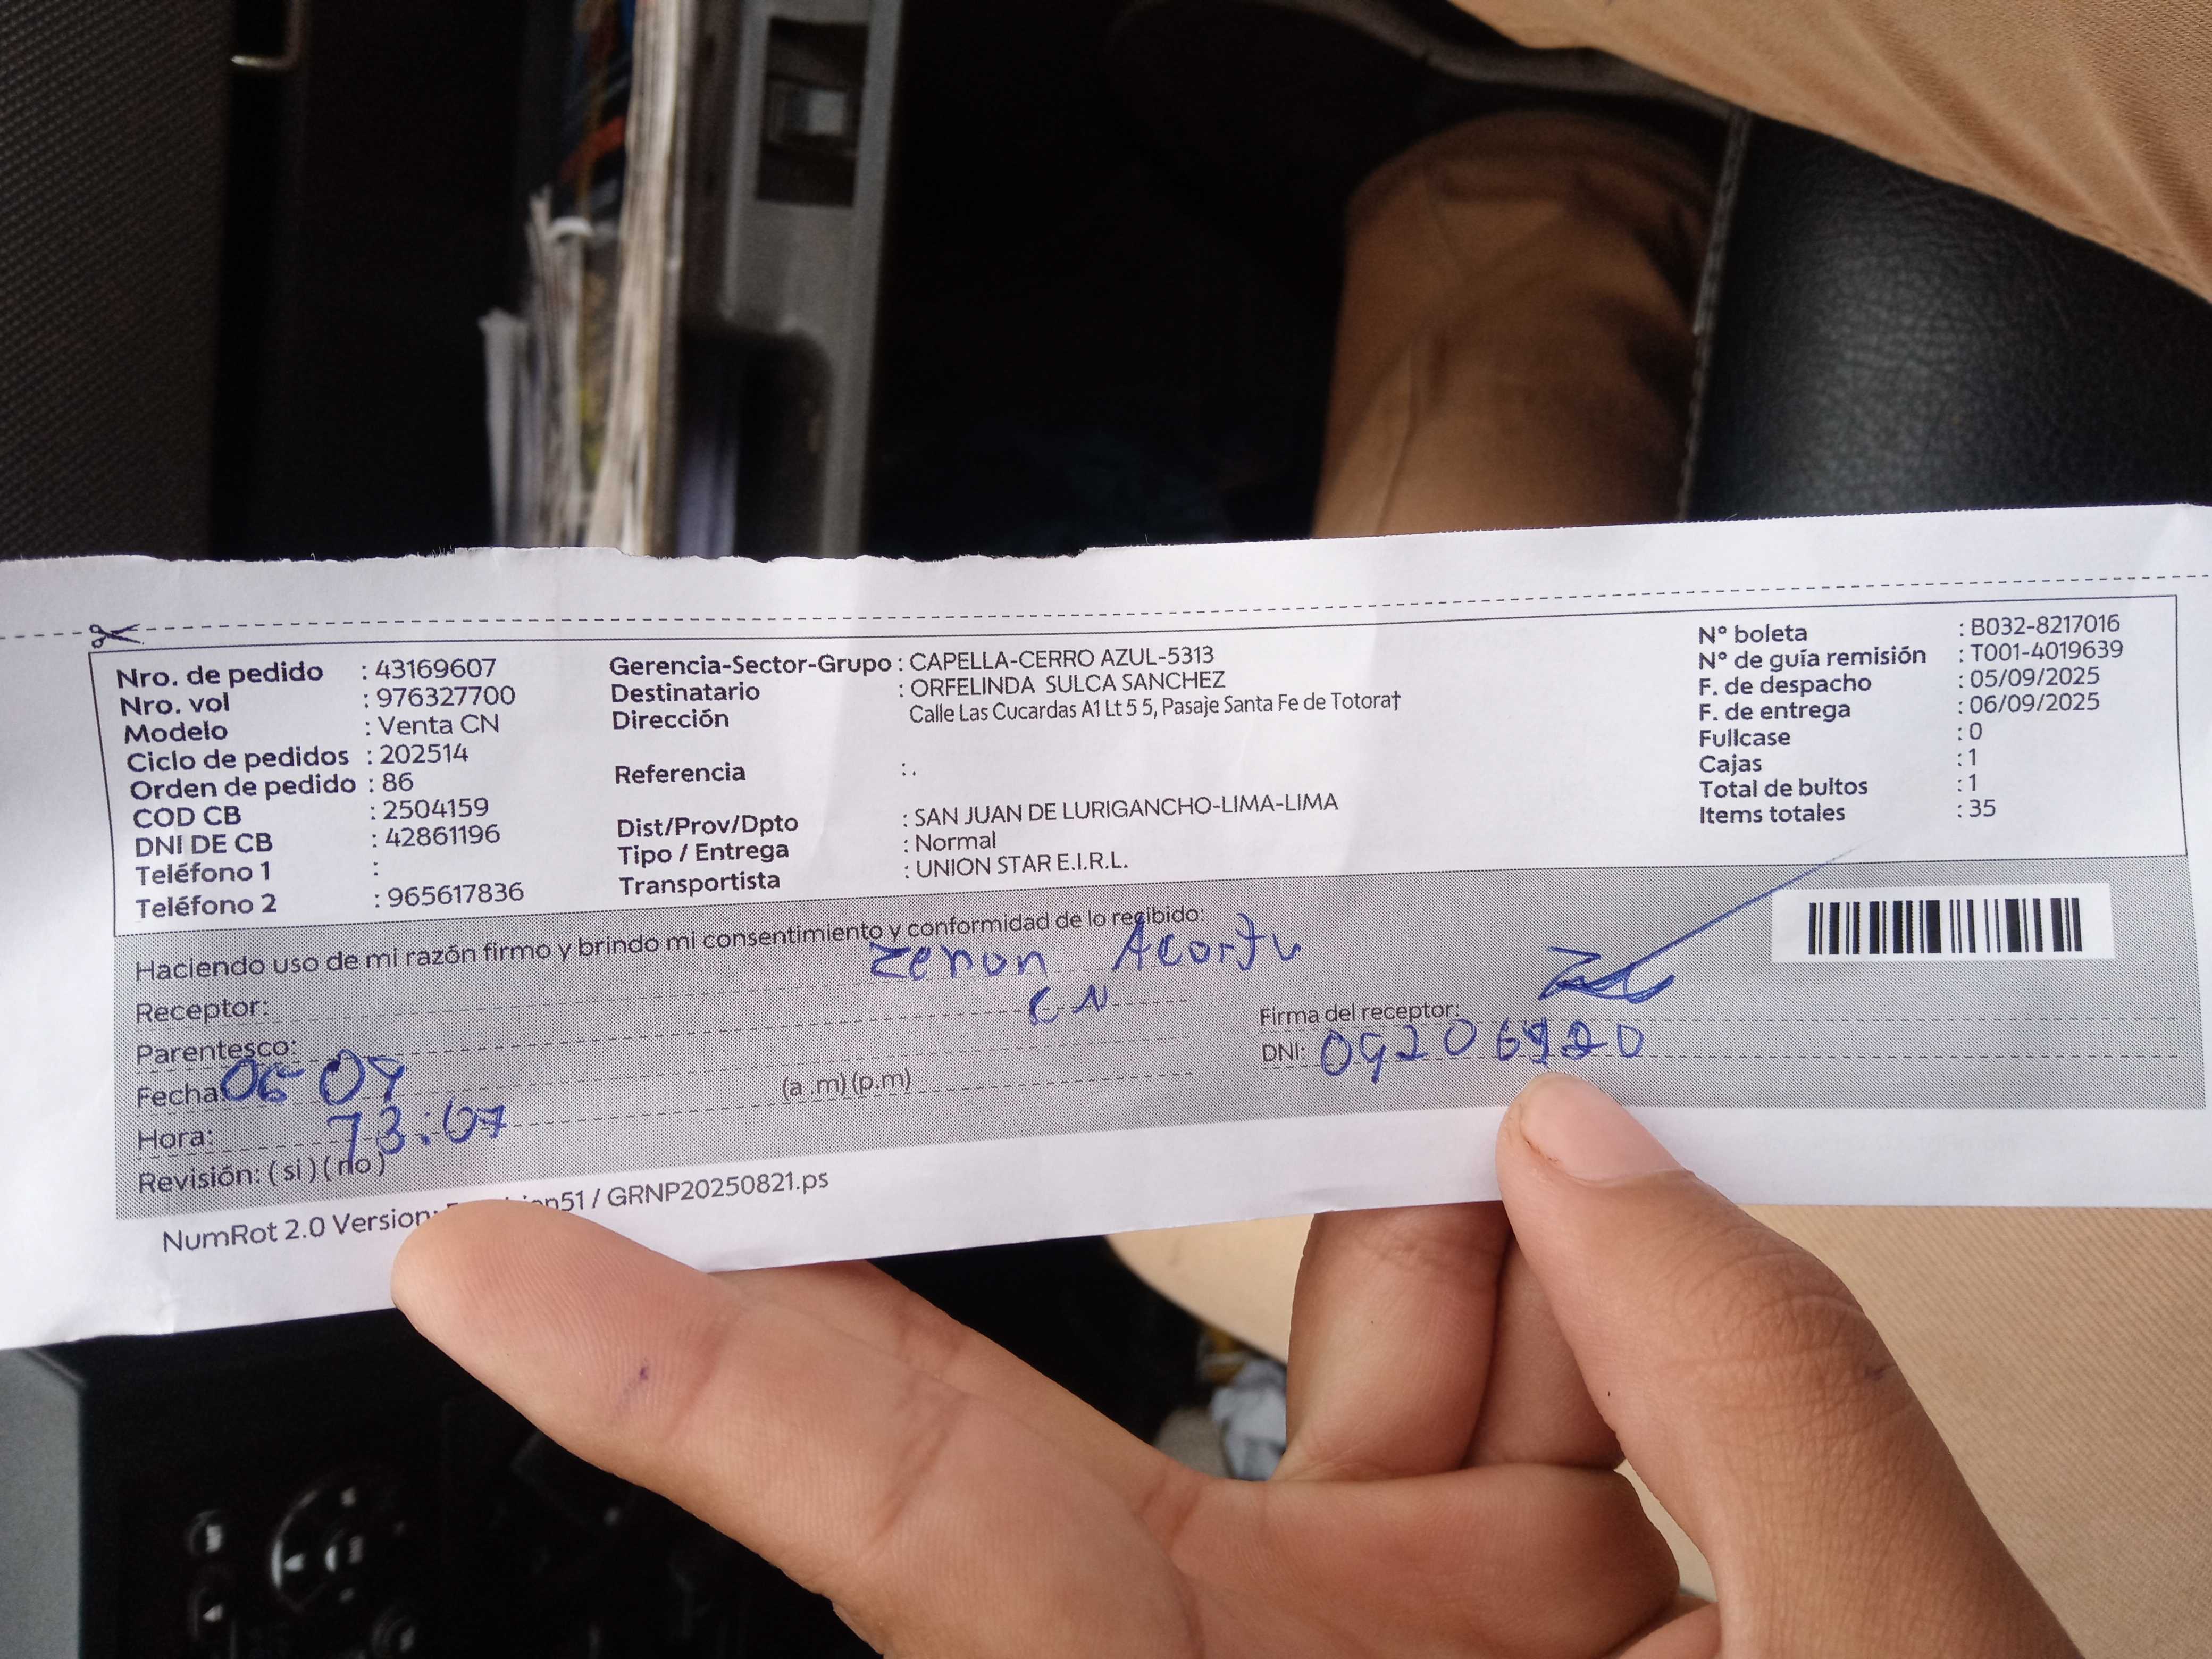 Nro. de pedido : 43169607
Nro. vol : 976327700
Modelo : Venta CN
Ciclo de pedidos : 202514
Orden de pedido : 86
COD CB : 2504159
DNI DE CB : 42861196
Teléfono 1 :
Teléfono 2 : 965617836
Gerencia-Sector-Grupo : CAPELLA-CERRO AZUL-5313
Destinatario : ORFELINDA SULCA SANCHEZ
Dirección Calle Las Cucardas A1 Lt 5 5, Pasaje Santa Fe de Totorat
Referencia : .
Dist/Prov/Dpto : SAN JUAN DE LURIGANCHO-LIMA-LIMA
Tipo / Entrega : Normal
Transportista : UNION STAR E.I.R.L.
N° boleta : B032-8217016
N° de guía remisión : T001-4019639
F. de despacho : 05/09/2025
F. de entrega : 06/09/2025
Fullcase : 0
Cajas : 1
Total de bultos : 1
Items totales : 35
Haciendo uso de mi razón firmo y brindo mi consentimiento y conformidad de lo recibido:
Receptor: Zenon
Parentesco: CN
Fecha: 06 09
Hora: 13:07 (a .m) (p.m)
Revisión: ( si ) ( no )
Firma del receptor:
DNI:
NumRot 2.0 Version: n51 / GRNP20250821.ps